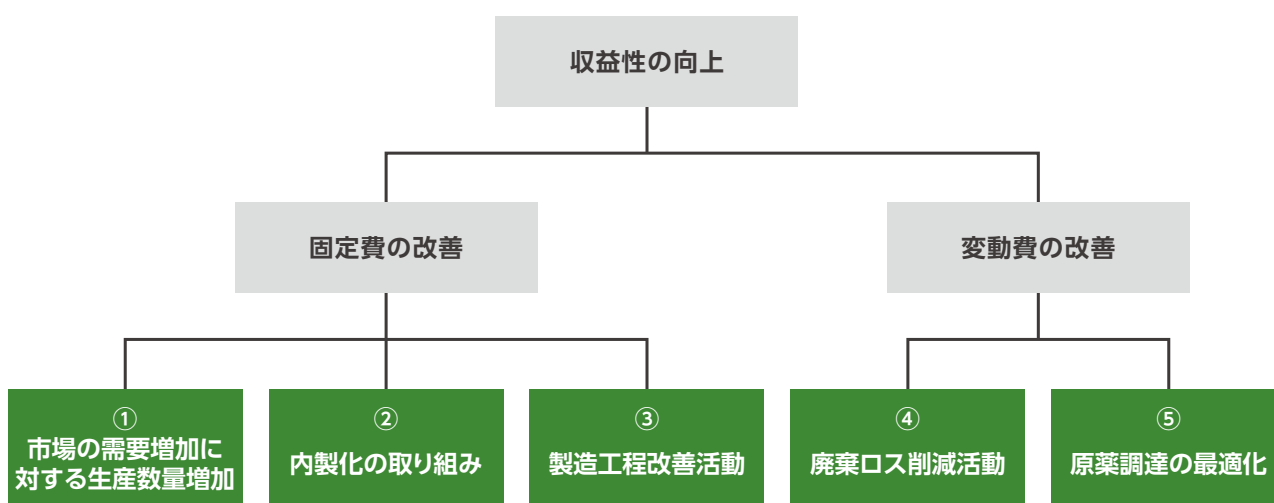 収益性の向上
固定費の改善
変動費の改善
①
市場の需要増加に
対する生産数量増加
②
内製化の取り組み
③
製造工程改善活動
④
廃棄ロス削減活動
⑤
原薬調達の最適化